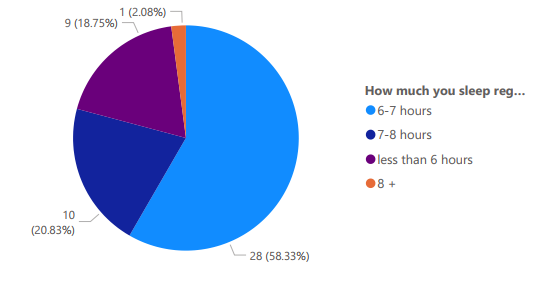 1 (2.08%)
9 (18.75%)
10
(20.83%)
28 (58.33%)
How much you sleep reg...
6-7 hours
7-8 hours
less than 6 hours
8 +